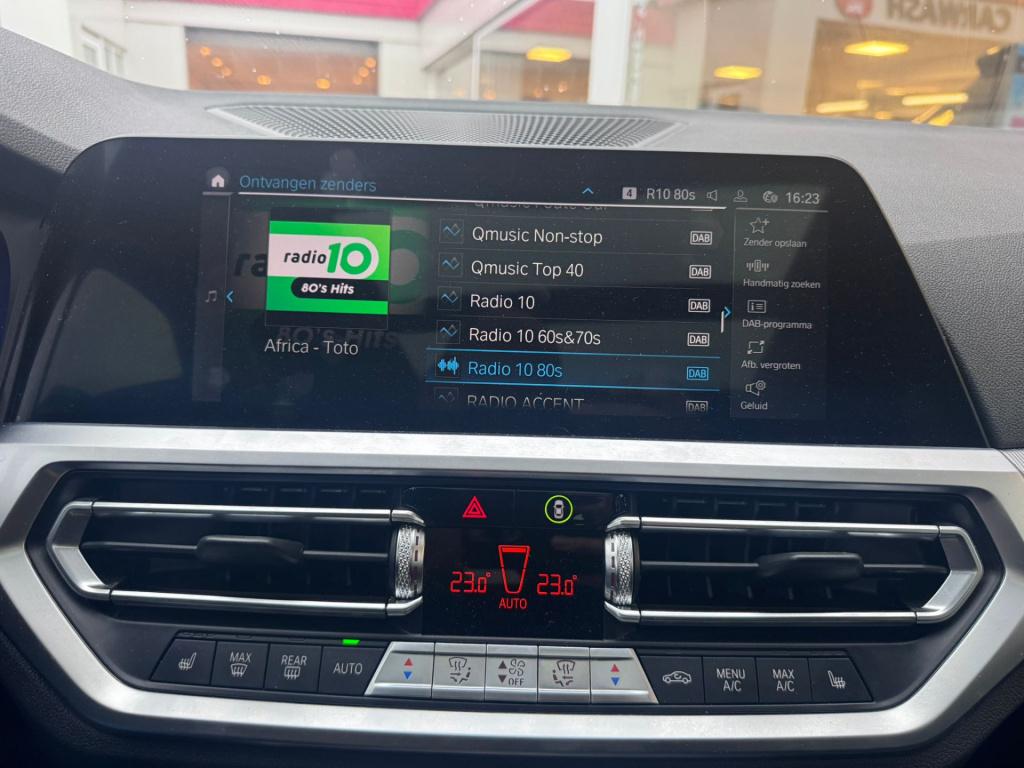 CARWASH
Ontvangen zenders
4 R10 80s
16:23
radio10
80's Hits
Africa - Toto
Qmusic Non-stop DAB
Qmusic Top 40 DAB
Radio 10 DAB
Radio 10 60s&70s DAB
Radio 10 80s DAB
RADIO ACCENT DAB
Zender opslaan
Handmatig zoeken
DAB-programma
Afb. vergroten
Geluid
23.0° 23.0°
AUTO
MAX
REAR
AUTO
OFF
MENU A/C
MAX A/C